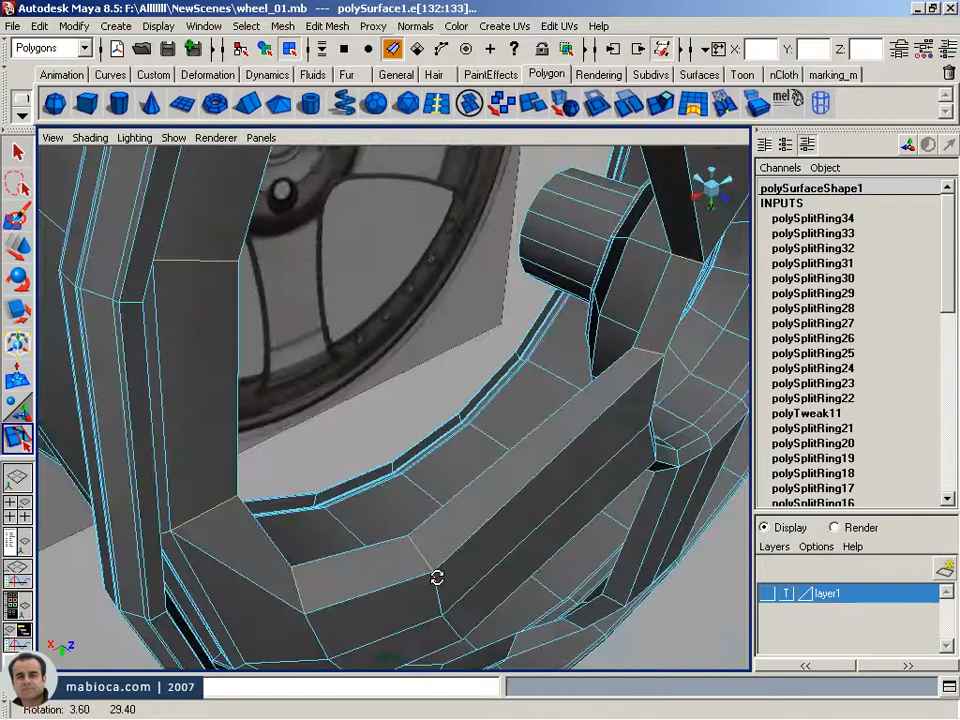 Autodesk Maya 8.5: F:\Alllllll\NewScenes\wheel_01.mb --- polySurface1.e[132:133]...
File Edit Modify Create Display Window Select Mesh Edit Mesh Proxy Normals Color Create UVs Edit UVs Help
Polygons X: Y: Z:
Animation Curves Custom Deformation Dynamics Fluids Fur General Hair PaintEffects Polygon Rendering Subdivs Surfaces Toon nCloth marking_m
mel
View Shading Lighting Show Renderer Panels
Channels Object
polySurfaceShape1
INPUTS
polySplitRing34
polySplitRing33
polySplitRing32
polySplitRing31
polySplitRing30
polySplitRing29
polySplitRing28
polySplitRing27
polySplitRing26
polySplitRing25
polySplitRing24
polySplitRing23
polySplitRing22
polyTweak11
polySplitRing21
polySplitRing20
polySplitRing19
polySplitRing18
polySplitRing17
polySplitRing16
Display Render
Layers Options Help
T layer1
<< >>
X Z
mabioca.com | 2007
Rotation: 3.60 29.40